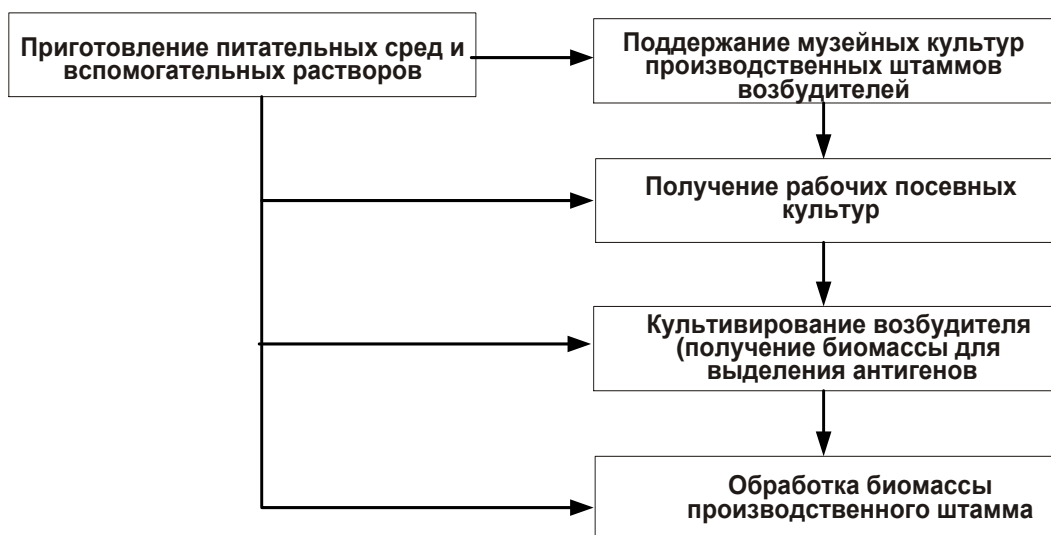 Приготовление питательных сред и
вспомогательных растворов
Поддержание музейных культур
производственных штаммов
возбудителей
Получение рабочих посевных
культур
Культивирование возбудителя
(получение биомассы для
выделения антигенов
Обработка биомассы
производственного штамма